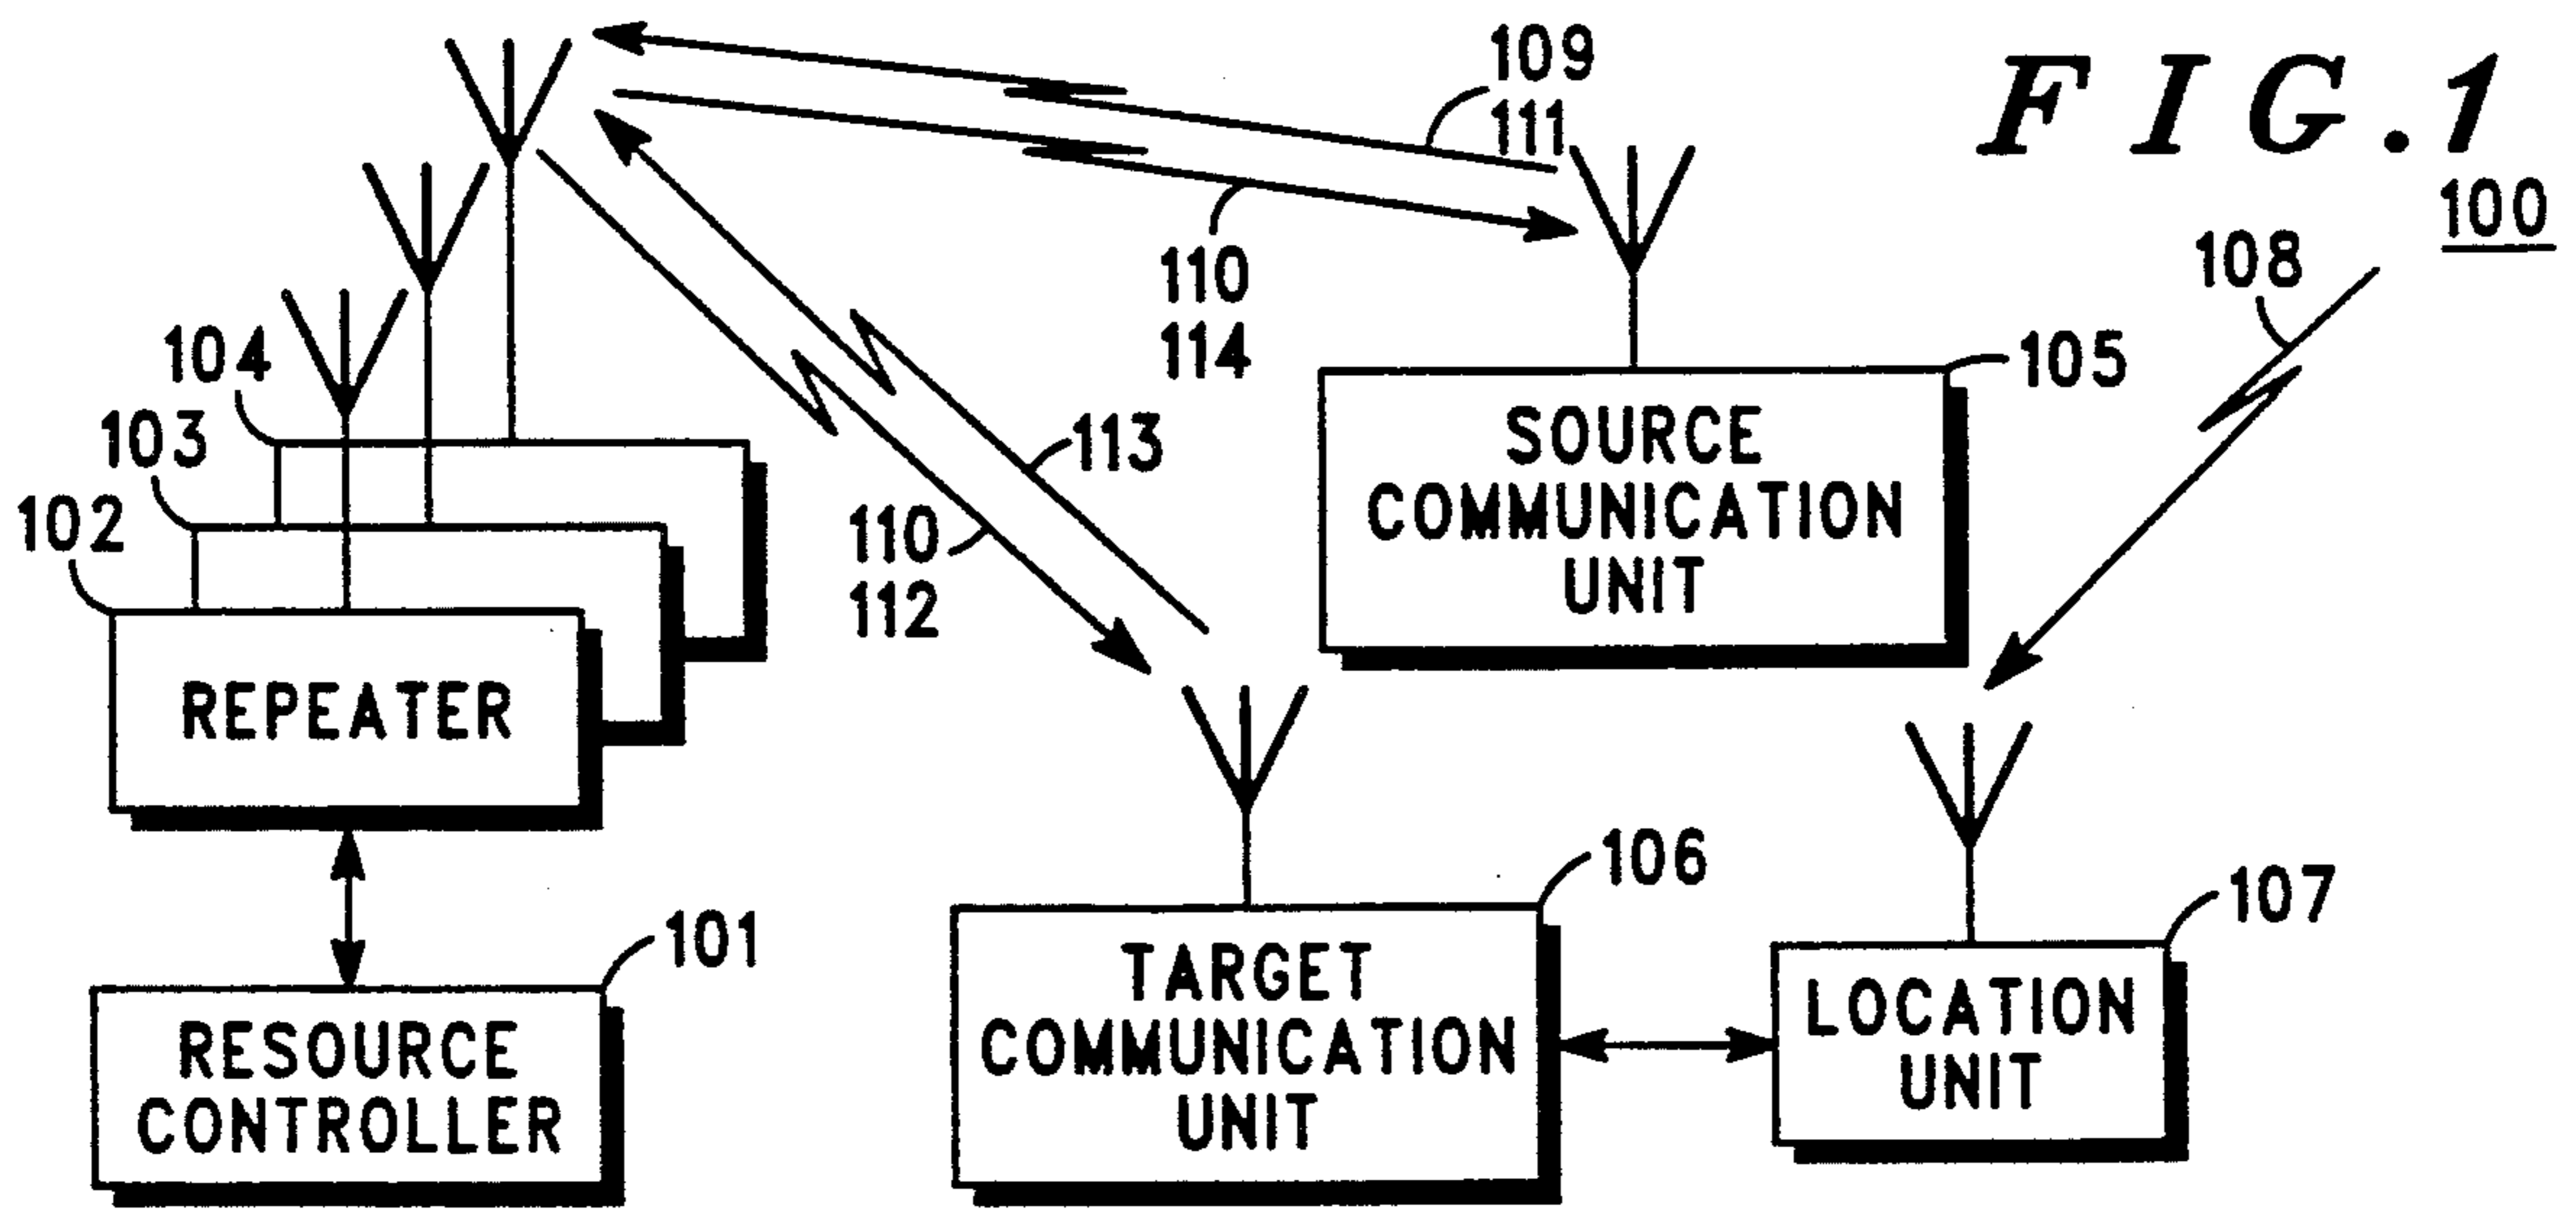 FIG.1
100
109
111
110
114
108
105
104
103
102
113
110
112
SOURCE
COMMUNICATION
UNIT
REPEATER
101
RESOURCE
CONTROLLER
106
TARGET
COMMUNICATION
UNIT
107
LOCATION
UNIT